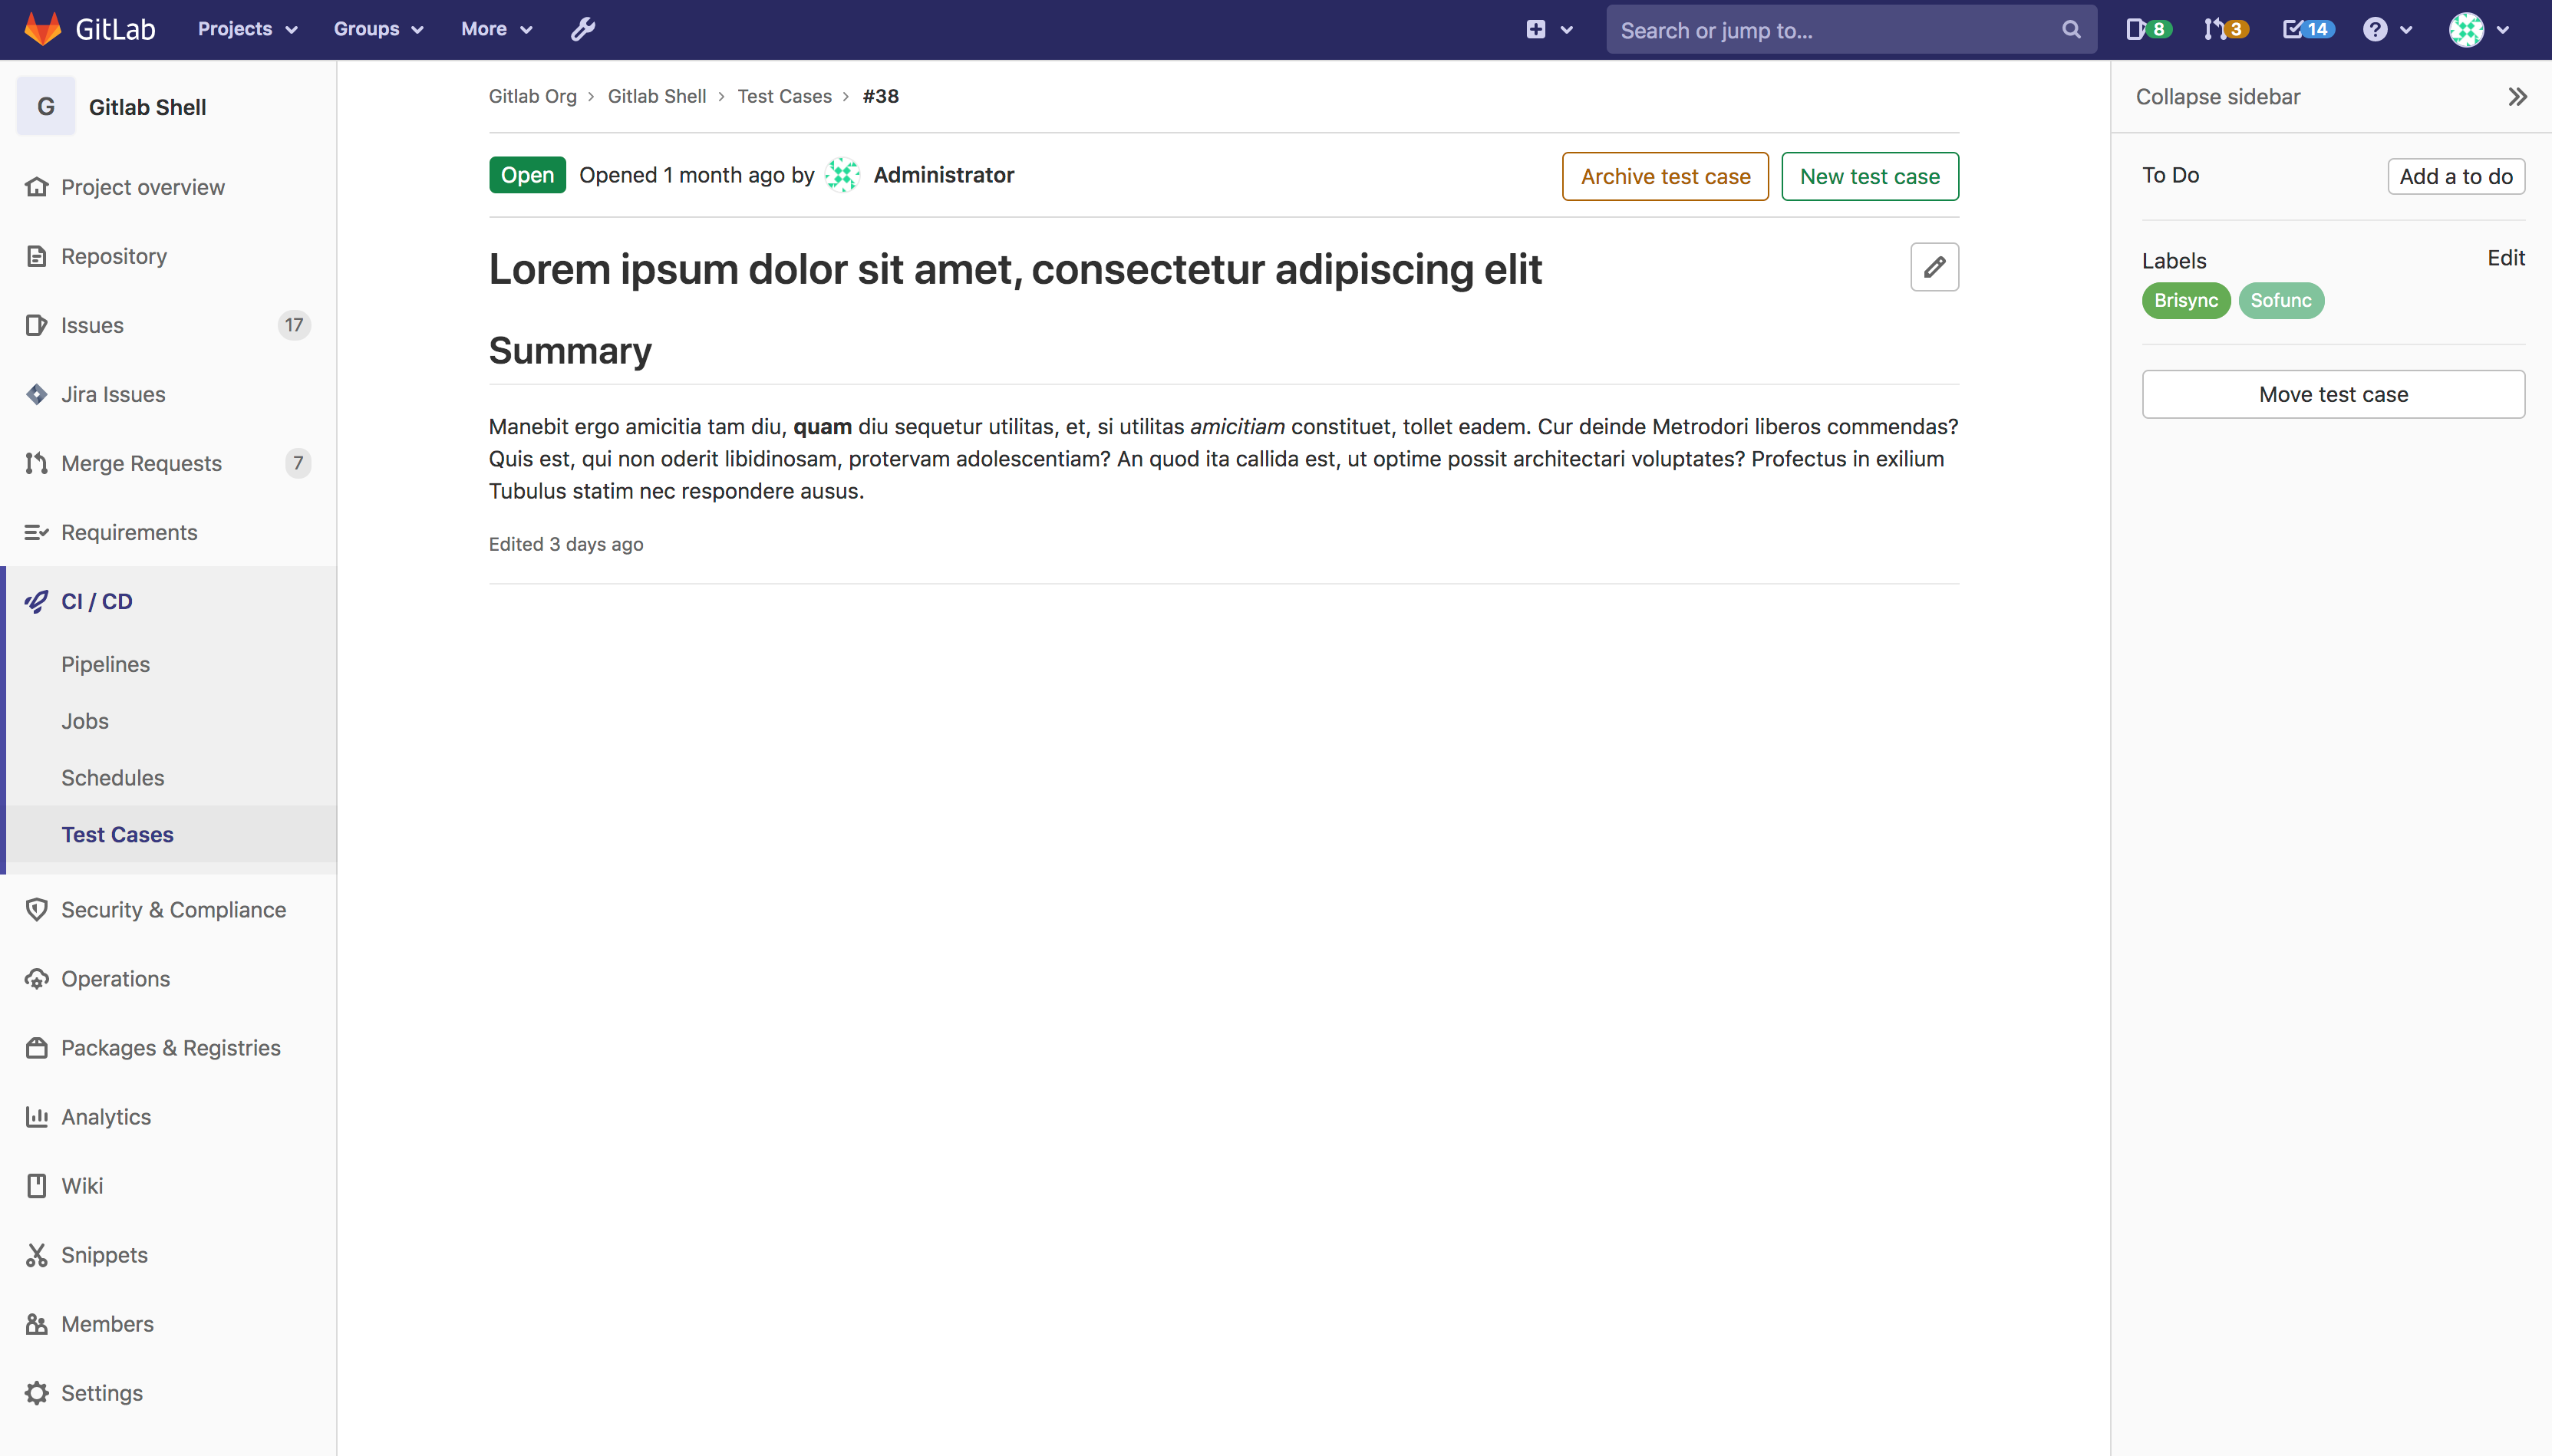 GitLab Projects Groups More Search or jump to... 8 3 14
G Gitlab Shell
Project overview
Repository
Issues 17
Jira Issues
Merge Requests 7
Requirements
CI / CD
Pipelines
Jobs
Schedules
Test Cases
Security & Compliance
Operations
Packages & Registries
Analytics
Wiki
Snippets
Members
Settings
Gitlab Org › Gitlab Shell › Test Cases › #38
Open Opened 1 month ago by Administrator Archive test case New test case
Lorem ipsum dolor sit amet, consectetur adipiscing elit
Summary
Manebit ergo amicitia tam diu, quam diu sequetur utilitas, et, si utilitas amicitiam constituet, tollet eadem. Cur deinde Metrodori liberos commendas?
Quis est, qui non oderit libidinosam, protervam adolescentiam? An quod ita callida est, ut optime possit architectari voluptates? Profectus in exilium
Tubulus statim nec respondere ausus.
Edited 3 days ago
Collapse sidebar
To Do Add a to do
Labels Edit
Brisync Sofunc
Move test case